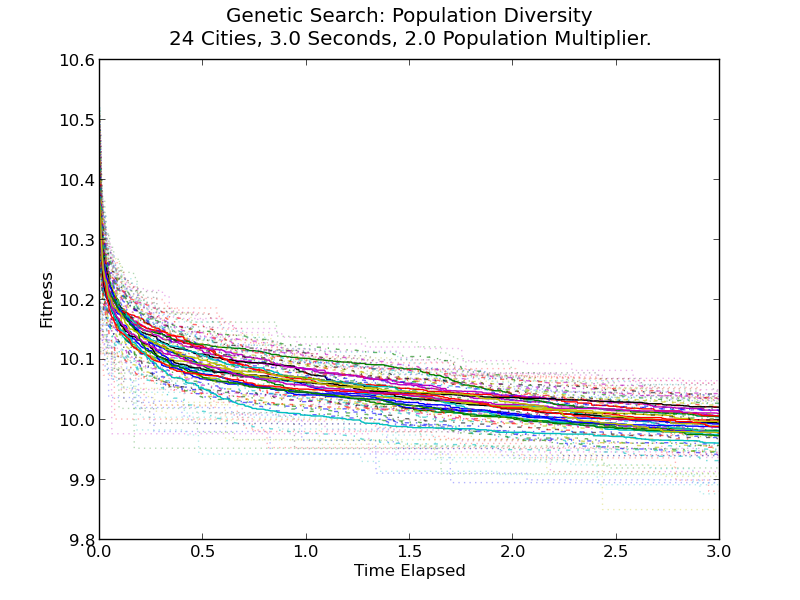 Genetic Search: Population Diversity
24 Cities, 3.0 Seconds, 2.0 Population Multiplier.
10.6
10.5
10.4
10.3
10.2
10.1
10.0
9.9
9.8
Fitness
0.0 0.5 1.0 1.5 2.0 2.5 3.0
Time Elapsed